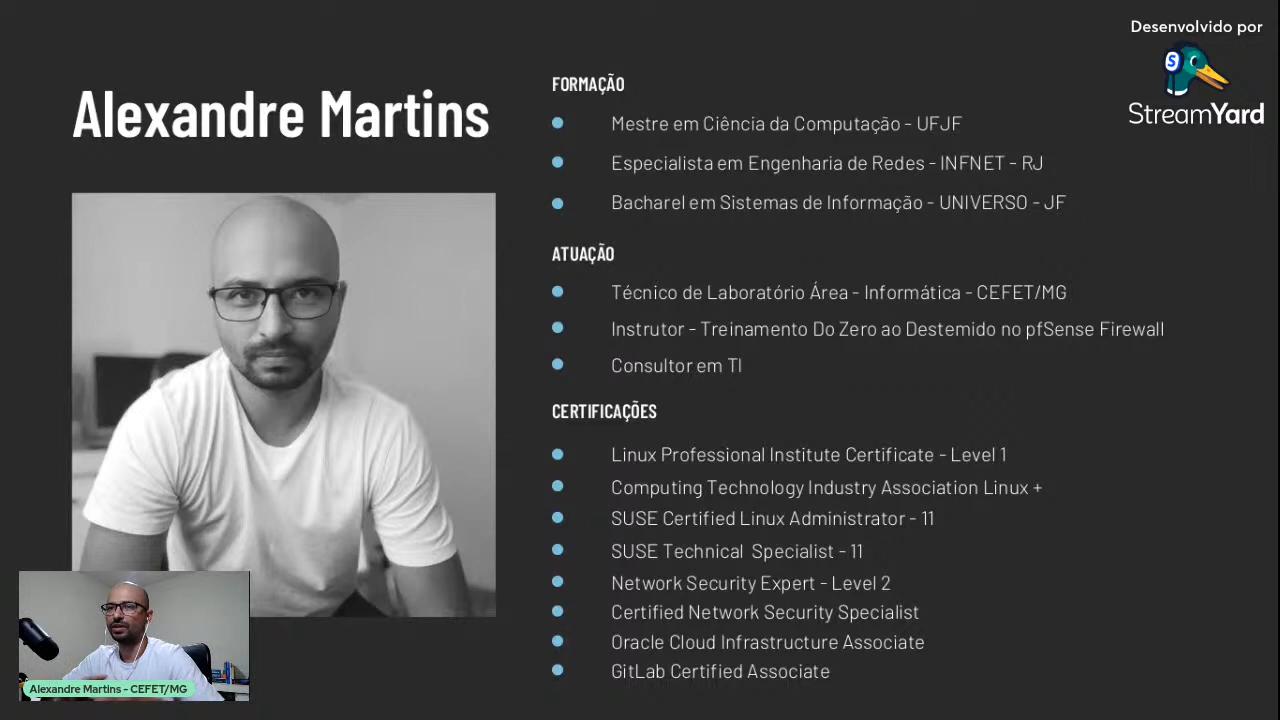 Desenvolvido por
S
StreamYard
Alexandre Martins
FORMAÇÃO
Mestre em Ciência da Computação - UFJF
Especialista em Engenharia de Redes - INFNET - RJ
Bacharel em Sistemas de Informação - UNIVERSO - JF
ATUAÇÃO
Técnico de Laboratório Área - Informática - CEFET/MG
Instrutor - Treinamento Do Zero ao Destemido no pfSense Firewall
Consultor em TI
CERTIFICAÇÕES
Linux Professional Institute Certificate - Level 1
Computing Technology Industry Association Linux +
SUSE Certified Linux Administrator - 11
SUSE Technical Specialist - 11
Network Security Expert - Level 2
Certified Network Security Specialist
Oracle Cloud Infrastructure Associate
GitLab Certified Associate
Alexandre Martins - CEFET/MG